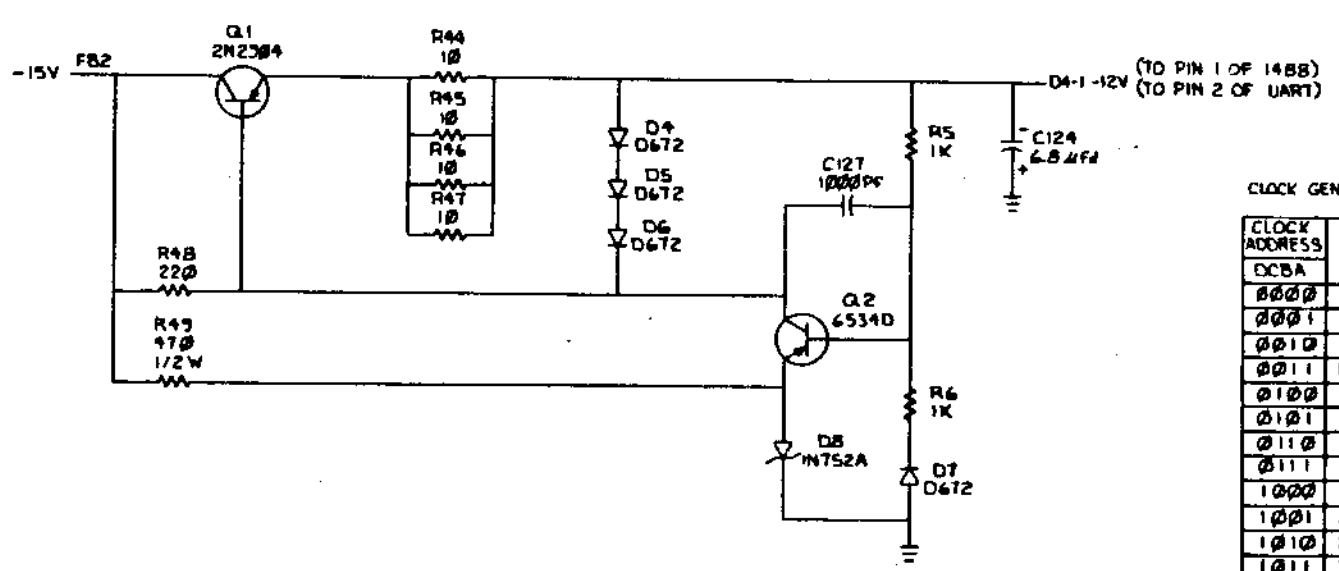 Q1
2N2904
-15V FB2
R44
10
R45
10
R46
10
R47
10
D4
D672
D5
D672
D6
D672
C127
1000PF
R5
1K
C124
6.8 µFd
-
+
D4-1 -12V (TO PIN 1 OF 1488)
(TO PIN 2 OF UART)
R48
220
R49
470
1/2 W
Q2
6534D
R6
1K
D8
1N752A
D7
D672
CLOCK GEN
CLOCK
ADDRESS
DCBA
0000
0001
0010
0011
0100
0101
0110
0111
1000
1001
1010
1011